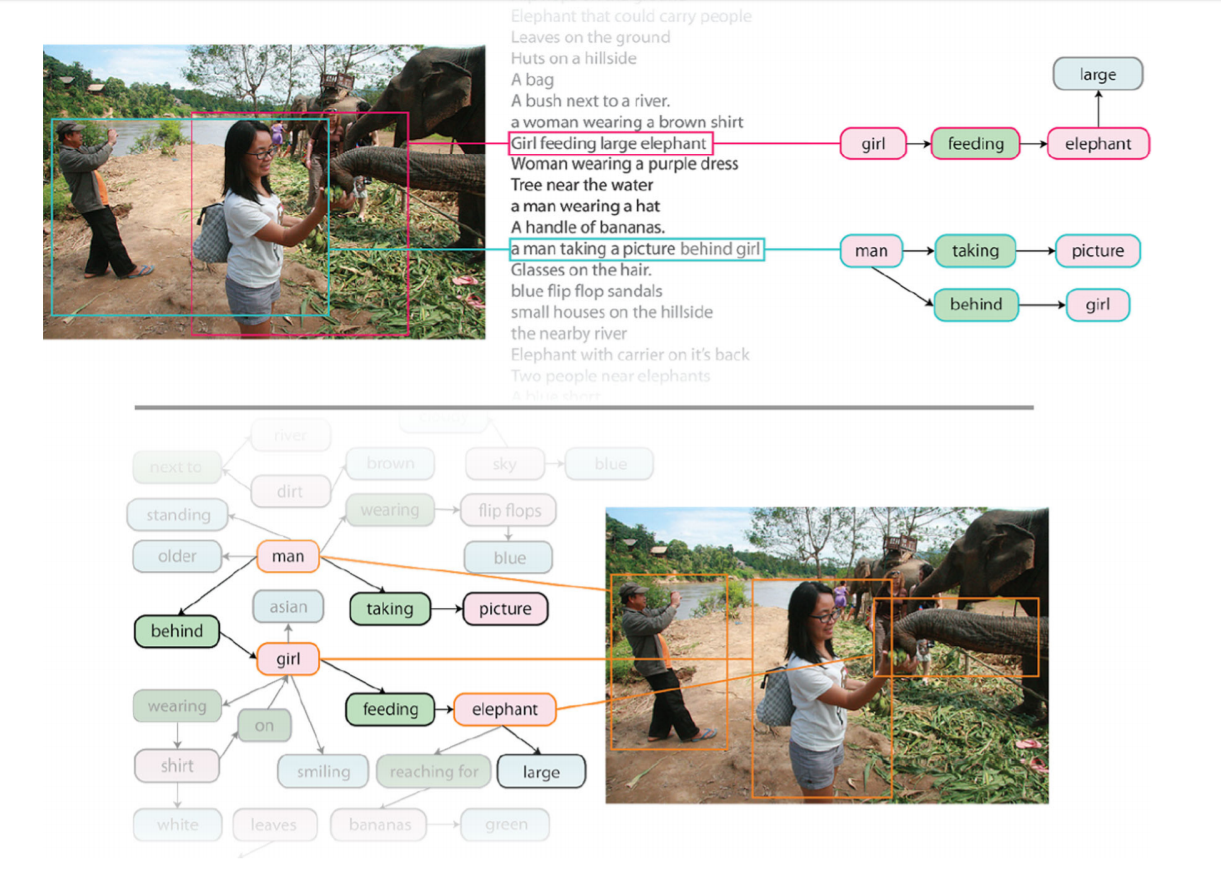 Elephant that could carry people
Leaves on the ground
Huts on a hillside
A bag
A bush next to a river.
a woman wearing a brown shirt
Girl feeding large elephant
Woman wearing a purple dress
Tree near the water
a man wearing a hat
A handle of bananas.
a man taking a picture behind girl
Glasses on the hair.
blue flip flop sandals
small houses on the hillside
the nearby river
Elephant with carrier on it's back
Two people near elephants
large
girl feeding elephant
man taking picture
behind girl
river
next to brown sky blue
dirt
standing wearing flip flops
older man blue
asian taking picture
behind
girl
wearing feeding elephant
on
shirt smiling reaching for large
white leaves bananas green